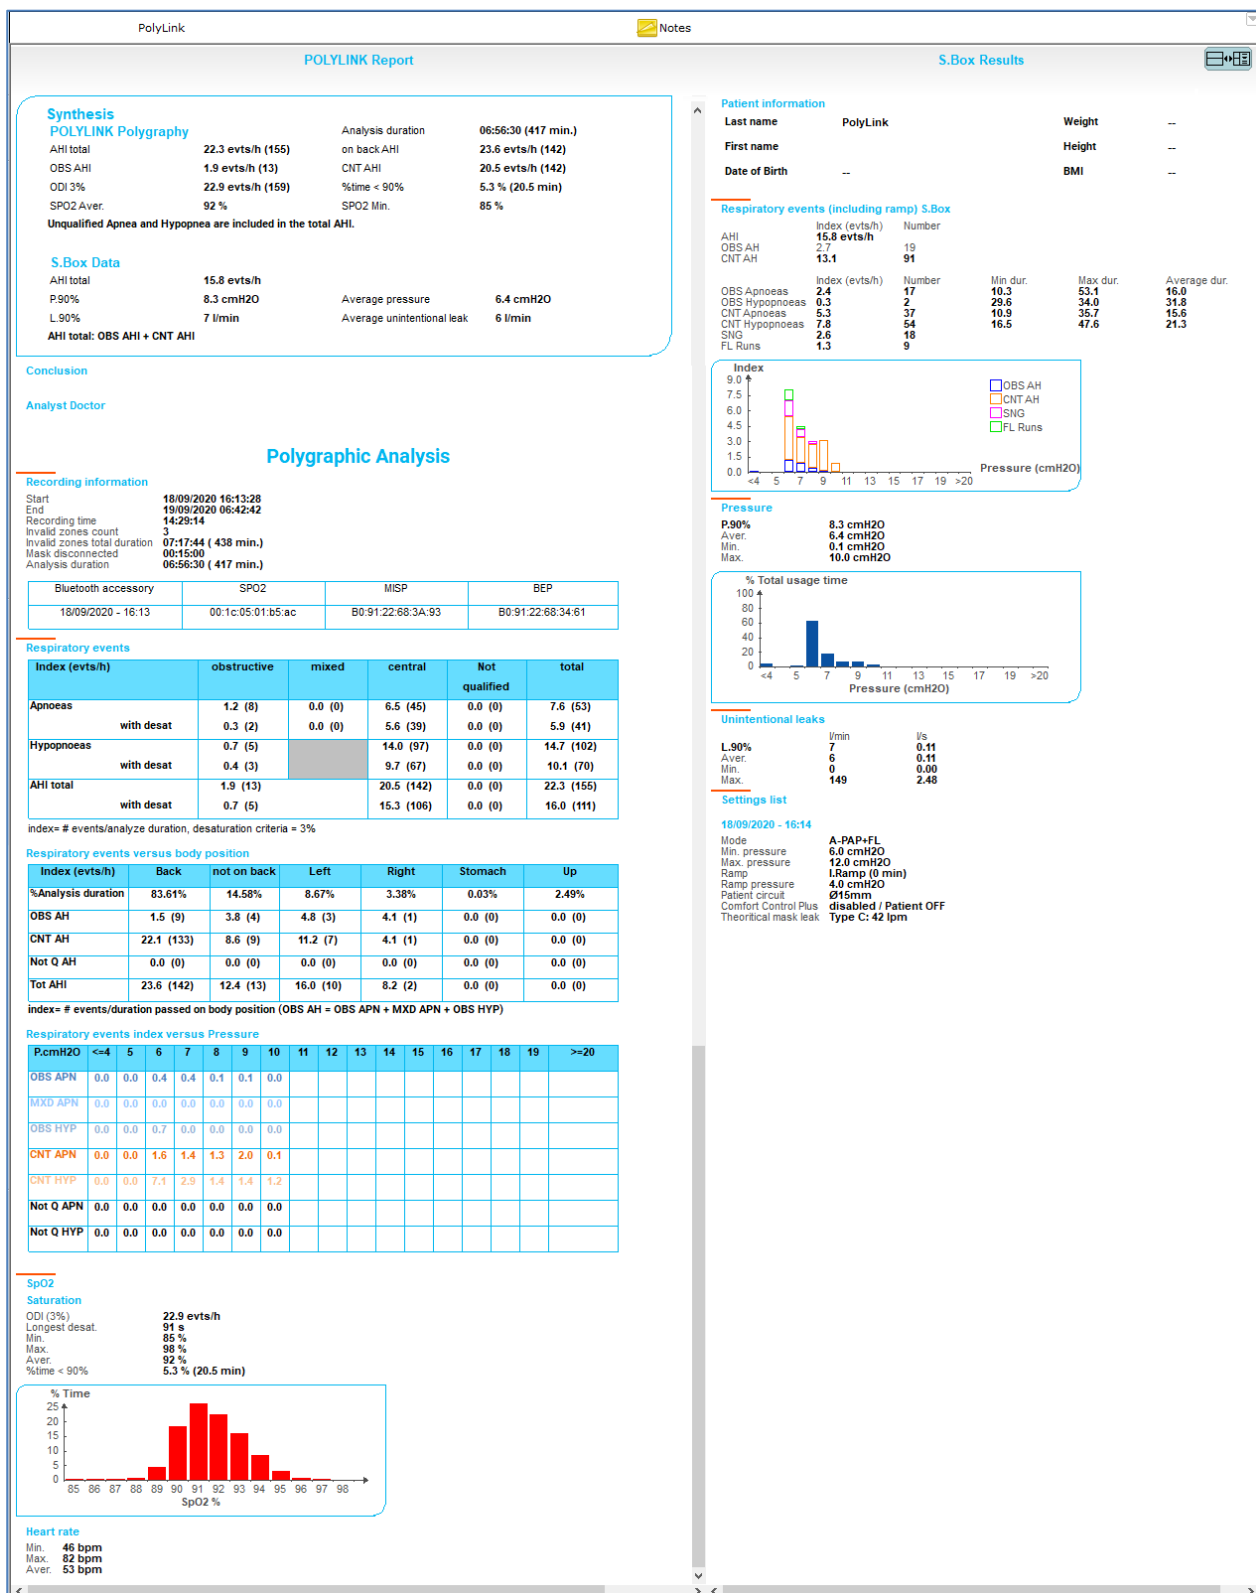 PolyLink
Notes
POLYLINK Report
Synthesis
POLYLINK Polygraphy Analysis duration 06:56:30 (417 min.)
AHI total 22.3 evts/h (155) on back AHI 23.6 evts/h (142)
OBS AHI 1.9 evts/h (13) CNT AHI 20.5 evts/h (142)
ODI 3% 22.9 evts/h (159) %time < 90% 5.3 % (20.5 min)
SPO2 Aver. 92 % SPO2 Min. 85 %
Unqualified Apnea and Hypopnea are included in the total AHI.
S.Box Data
AHI total 15.8 evts/h
P.90% 8.3 cmH2O Average pressure 6.4 cmH2O
L.90% 7 l/min Average unintentional leak 6 l/min
AHI total: OBS AHI + CNT AHI
Conclusion
Analyst Doctor
Polygraphic Analysis
Recording information
Start 18/09/2020 16:13:28
End 19/09/2020 06:42:42
Recording time 14:29:14
Invalid zones count 3
Invalid zones total duration 07:17:44 ( 438 min.)
Mask disconnected 00:15:00
Analysis duration 06:56:30 ( 417 min.)
Bluetooth accessory SPO2 MISP BEP
18/09/2020 - 16:13 00:1c:05:01:b5:ac B0:91:22:68:3A:93 B0:91:22:68:34:61
Respiratory events
Index (evts/h) obstructive mixed central Not qualified total
Apnoeas 1.2 (8) 0.0 (0) 6.5 (45) 0.0 (0) 7.6 (53)
with desat 0.3 (2) 0.0 (0) 5.6 (39) 0.0 (0) 5.9 (41)
Hypopnoeas 0.7 (5) 14.0 (97) 0.0 (0) 14.7 (102)
with desat 0.4 (3) 9.7 (67) 0.0 (0) 10.1 (70)
AHI total 1.9 (13) 20.5 (142) 0.0 (0) 22.3 (155)
with desat 0.7 (5) 15.3 (106) 0.0 (0) 16.0 (111)
index= # events/analyze duration, desaturation criteria = 3%
Respiratory events versus body position
Index (evts/h) Back not on back Left Right Stomach Up
%Analysis duration 83.61% 14.58% 8.67% 3.38% 0.03% 2.49%
OBS AH 1.5 (9) 3.8 (4) 4.8 (3) 4.1 (1) 0.0 (0) 0.0 (0)
CNT AH 22.1 (133) 8.6 (9) 11.2 (7) 4.1 (1) 0.0 (0) 0.0 (0)
Not Q AH 0.0 (0) 0.0 (0) 0.0 (0) 0.0 (0) 0.0 (0) 0.0 (0)
Tot AHI 23.6 (142) 12.4 (13) 16.0 (10) 8.2 (2) 0.0 (0) 0.0 (0)
index= # events/duration passed on body position (OBS AH = OBS APN + MXD APN + OBS HYP)
Respiratory events index versus Pressure
P.cmH2O <=4 5 6 7 8 9 10 11 12 13 14 15 16 17 18 19 >=20
OBS APN 0.0 0.0 0.4 0.4 0.1 0.1 0.0
MXD APN 0.0 0.0 0.0 0.0 0.0 0.0 0.0
OBS HYP 0.0 0.0 0.7 0.0 0.0 0.0 0.0
CNT APN 0.0 0.0 1.6 1.4 1.3 2.0 0.1
CNT HYP 0.0 0.0 7.1 2.9 1.4 1.4 1.2
Not Q APN 0.0 0.0 0.0 0.0 0.0 0.0 0.0
Not Q HYP 0.0 0.0 0.0 0.0 0.0 0.0 0.0
SpO2
Saturation
ODI (3%) 22.9 evts/h
Longest desat. 91 s
Min. 85 %
Max. 98 %
Aver. 92 %
%time < 90% 5.3 % (20.5 min)
% Time
25
20
15
10
5
0
85 86 87 88 89 90 91 92 93 94 95 96 97 98
SpO2 %
Heart rate
Min. 46 bpm
Max. 82 bpm
Aver. 53 bpm
S.Box Results
Patient information
Last name PolyLink Weight --
First name Height --
Date of Birth -- BMI --
Respiratory events (including ramp) S.Box
Index (evts/h) Number
AHI 15.8 evts/h
OBS AH 2.7 19
CNT AH 13.1 91
Index (evts/h) Number Min dur. Max dur. Average dur.
OBS Apnoeas 2.4 17 10.3 53.1 16.0
OBS Hypopnoeas 0.3 2 29.6 34.0 31.8
CNT Apnoeas 5.3 37 10.9 35.7 15.6
CNT Hypopnoeas 7.8 54 16.5 47.6 21.3
SNG 2.6 18
FL Runs 1.3 9
Index
9.0
7.5
6.0
4.5
3.0
1.5
0.0
<4 5 7 9 11 13 15 17 19 >20
Pressure (cmH2O)
OBS AH
CNT AH
SNG
FL Runs
Pressure
P.90% 8.3 cmH2O
Aver. 6.4 cmH2O
Min. 0.1 cmH2O
Max. 10.0 cmH2O
% Total usage time
100
80
60
40
20
0
<4 5 7 9 11 13 15 17 19 >20
Pressure (cmH2O)
Unintentional leaks
l/min l/s
L.90% 7 0.11
Aver. 6 0.11
Min. 0 0.00
Max. 149 2.48
Settings list
18/09/2020 - 16:14
Mode A-PAP+FL
Min. pressure 6.0 cmH2O
Max. pressure 12.0 cmH2O
Ramp I.Ramp (0 min)
Ramp pressure 4.0 cmH2O
Patient circuit Ø15mm
Comfort Control Plus disabled / Patient OFF
Theoritical mask leak Type C: 42 lpm